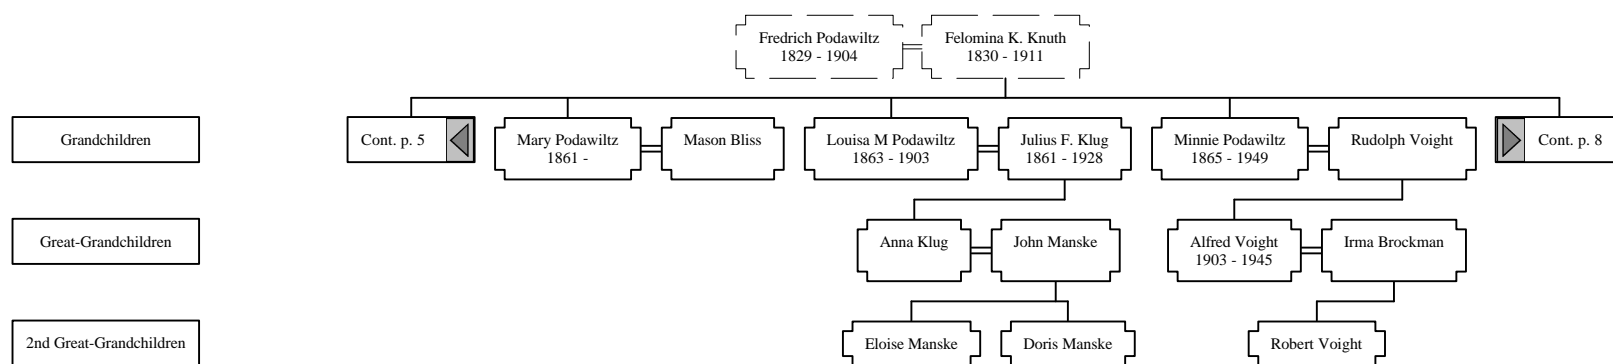 Fredrich Podawiltz
1829 - 1904
Felomina K. Knuth
1830 - 1911
Grandchildren
Cont. p. 5
Mary Podawiltz
1861 -
Mason Bliss
Louisa M Podawiltz
1863 - 1903
Julius F. Klug
1861 - 1928
Minnie Podawiltz
1865 - 1949
Rudolph Voight
Cont. p. 8
Great-Grandchildren
Anna Klug
John Manske
Alfred Voight
1903 - 1945
Irma Brockman
2nd Great-Grandchildren
Eloise Manske
Doris Manske
Robert Voight